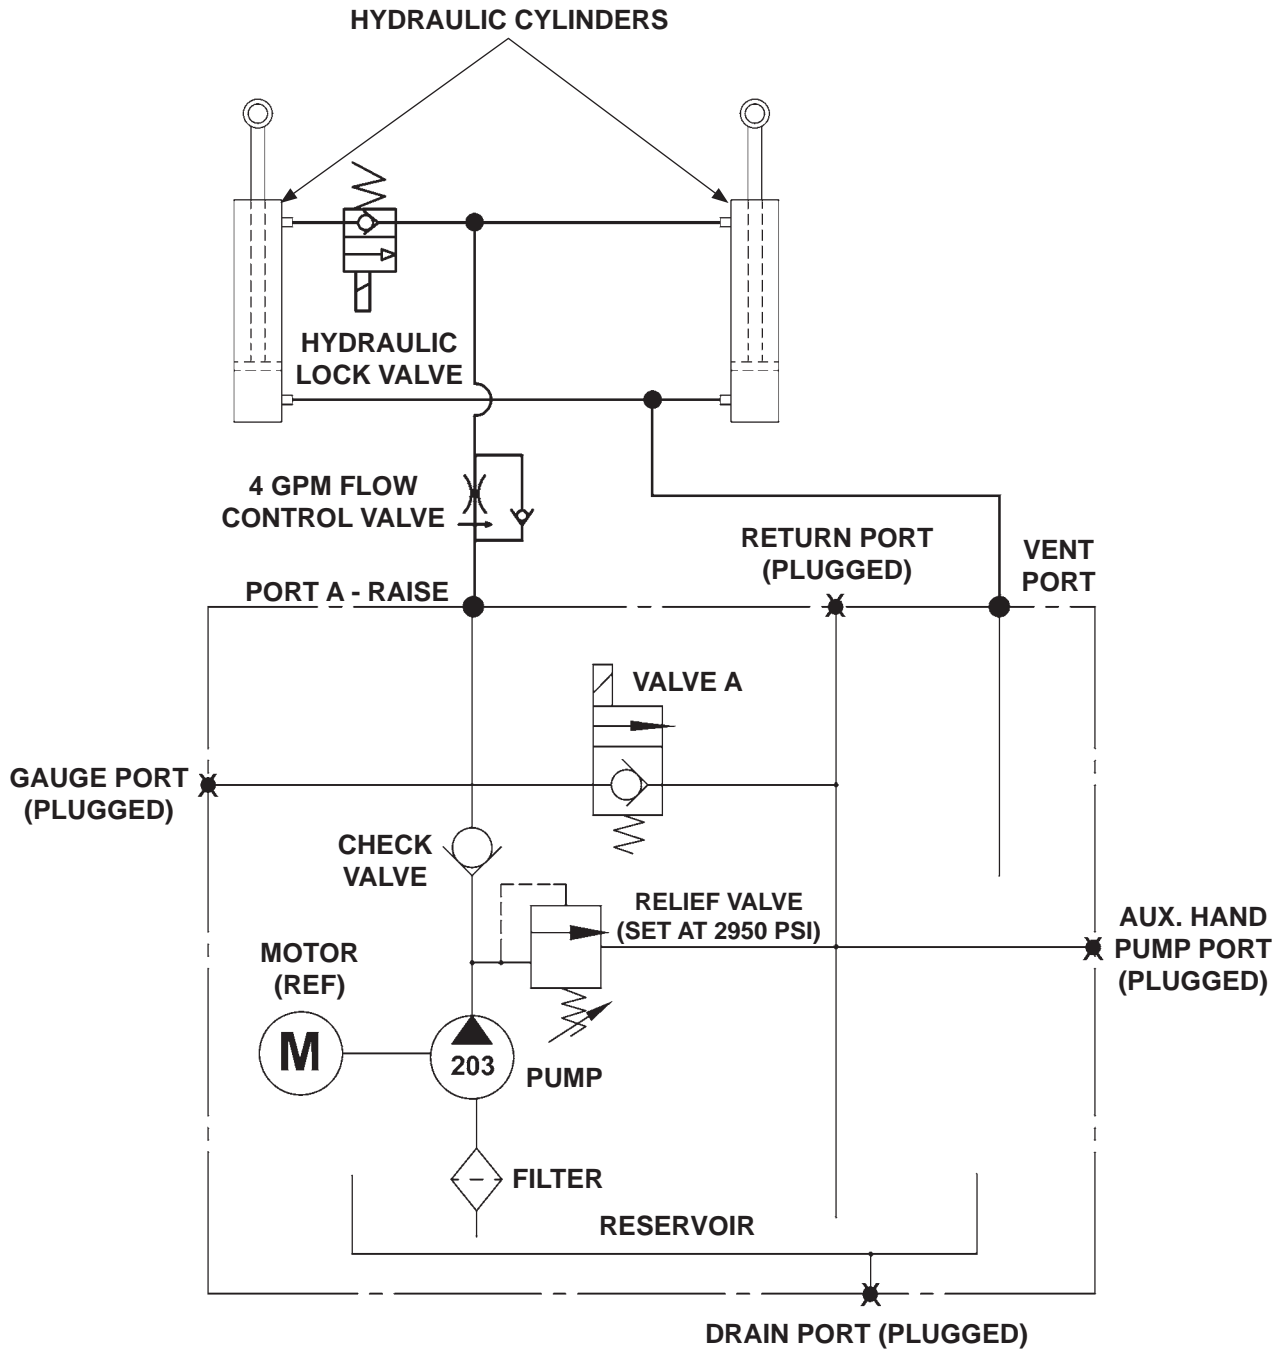 HYDRAULIC CYLINDERS
HYDRAULIC
LOCK VALVE
4 GPM FLOW
CONTROL VALVE
RETURN PORT
(PLUGGED)
VENT
PORT
PORT A - RAISE
VALVE A
GAUGE PORT
(PLUGGED)
CHECK
VALVE
RELIEF VALVE
(SET AT 2950 PSI)
AUX. HAND
PUMP PORT
(PLUGGED)
MOTOR
(REF)
M
203
PUMP
FILTER
RESERVOIR
DRAIN PORT (PLUGGED)